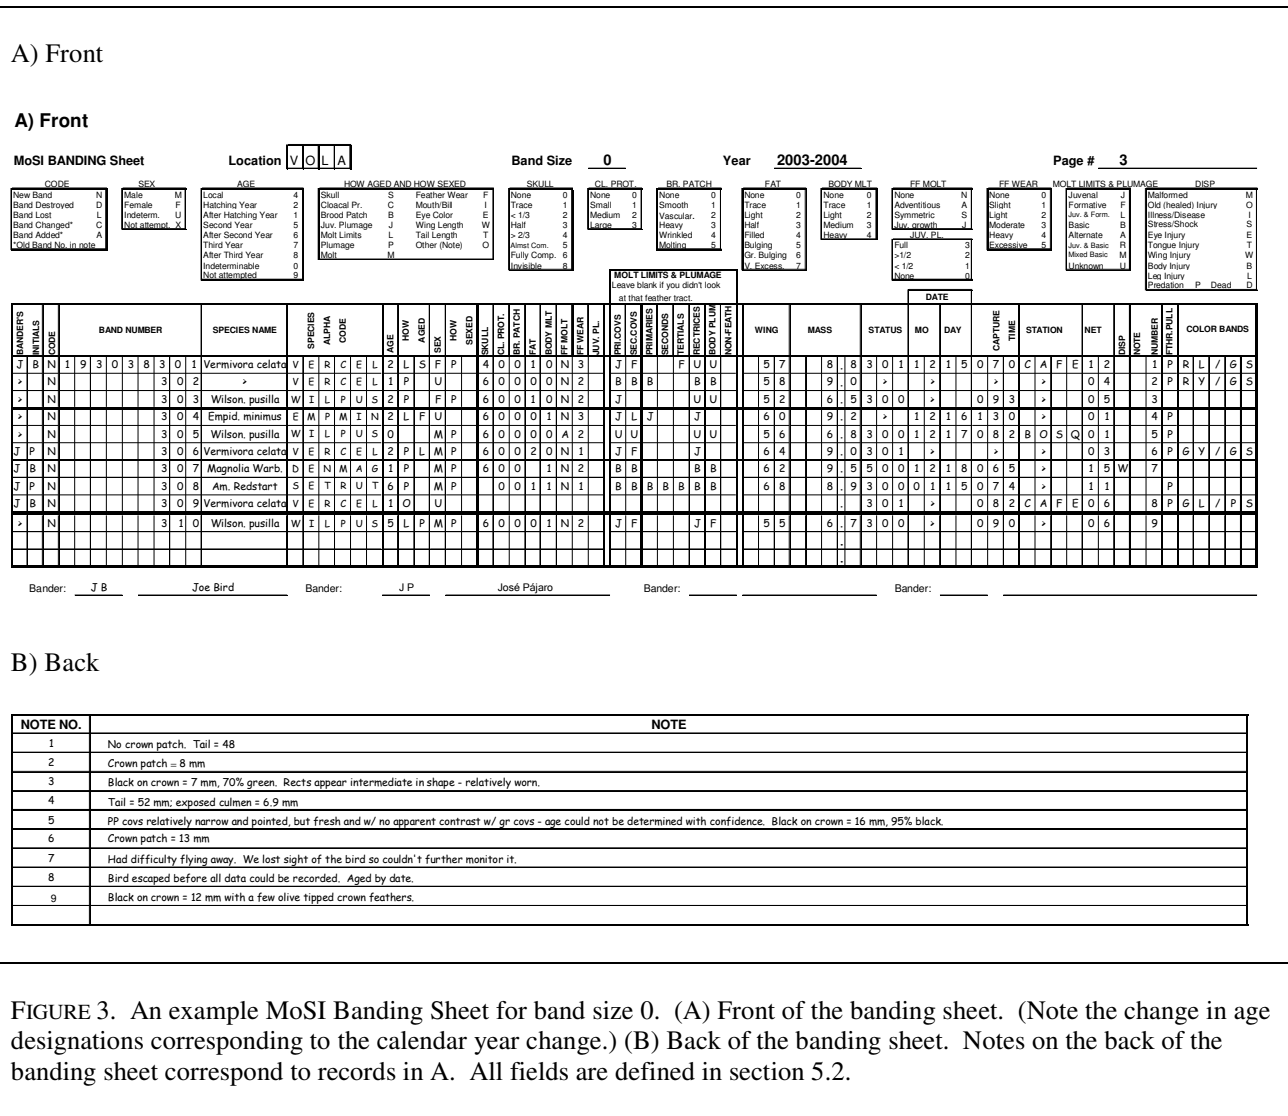 A) Front
A) Front
MoSI BANDING Sheet Location V O L A Band Size 0 Year 2003-2004 Page # 3
CODE
New Band N
Band Destroyed D
Band Lost L
Band Changed* C
Band Added* A
*Old Band No. in note
SEX
Male M
Female F
Indeterm. U
Not attempt. X
AGE
Local 4
Hatching Year 2
After Hatching Year 1
Second Year 5
After Second Year 6
Third Year 7
After Third Year 8
Indeterminable 0
Not attempted 9
HOW AGED AND HOW SEXED
Skull S Feather Wear F
Cloacal Pr. C Mouth/Bill I
Brood Patch B Eye Color E
Juv. Plumage J Wing Length W
Molt Limits L Tail Length T
Plumage P Other (Note) O
Molt M
SKULL
None 0
Trace 1
< 1/3 2
Half 3
> 2/3 4
Almst Com. 5
Fully Comp. 6
Invisible 8
CL. PROT.
None 0
Small 1
Medium 2
Large 3
BR. PATCH
None 0
Smooth 1
Vascular. 2
Heavy 3
Wrinkled 4
Molting 5
FAT
None 0
Trace 1
Light 2
Half 3
Filled 4
Bulging 5
Gr. Bulging 6
V. Excess. 7
BODY MLT
None 0
Trace 1
Light 2
Medium 3
Heavy 4
FF MOLT
None N
Adventitious A
Symmetric S
Juv. growth J
JUV. PL.
Full 3
>1/2 2
< 1/2 1
None 0
FF WEAR
None 0
Slight 1
Light 2
Moderate 3
Heavy 4
Excessive 5
MOLT LIMITS & PLUMAGE
Juvenal J
Formative F
Juv. & Form. L
Basic B
Alternate A
Juv. & Basic R
Mixed Basic M
Unknown U
DISP
Malformed M
Old (healed) Injury O
Illness/Disease I
Stress/Shock S
Eye Injury E
Tongue Injury T
Wing Injury W
Body Injury B
Leg Injury L
Predation P Dead D
MOLT LIMITS & PLUMAGE
Leave blank if you didn't look
at that feather tract.
DATE
BANDER'S INITIALS CODE BAND NUMBER SPECIES NAME SPECIES ALPHA CODE AGE HOW AGED SEX HOW SEXED SKULL CL. PROT. BR. PATCH FAT BODY MLT FF MOLT FF WEAR JUV. PL. PRI.COVS SEC.COVS PRIMARIES SECONDS TERTIALS RECTRICES BODY PLUM NON-FEATH WING MASS STATUS MO DAY CAPTURE TIME STATION NET DISP NOTE NUMBER FTHR.PULL COLOR BANDS
J B N 1 9 3 0 3 8 3 0 1 Vermivora celata V E R C E L 2 L S F P 4 0 0 1 0 N 3 J F F U U 5 7 8 . 8 3 0 1 1 2 1 5 0 7 0 C A F E 1 2 1 P R L / G S
> N 3 0 2 > V E R C E L 1 P U 6 0 0 0 0 N 2 B B B B B 5 8 9 . 0 > > > > 0 4 2 P R Y / G S
> N 3 0 3 Wilson. pusilla W I L P U S 2 P F P 6 0 0 1 0 N 2 J U U 5 2 6 . 5 3 0 0 > 0 9 3 > 0 5 3
> N 3 0 4 Empid. minimus E M P M I N 2 L F U 6 0 0 0 1 N 3 J L J J 6 0 9 . 2 > 1 2 1 6 1 3 0 > 0 1 4 P
> N 3 0 5 Wilson. pusilla W I L P U S 0 M P 6 0 0 0 0 A 2 U U U U 5 6 6 . 8 3 0 0 1 2 1 7 0 8 2 B O S Q 0 1 5 P
J P N 3 0 6 Vermivora celata V E R C E L 2 P L M P 6 0 0 2 0 N 1 J F J 6 4 9 . 0 3 0 1 > > > 0 3 6 P G Y / G S
J B N 3 0 7 Magnolia Warb. D E N M A G 1 P M P 6 0 0 1 N 2 B B B B 6 2 9 . 5 5 0 0 1 2 1 8 0 6 5 > 1 5 W 7
J P N 3 0 8 Am. Redstart S E T R U T 6 P M P 0 0 1 1 N 1 B B B B B B B 6 8 8 . 9 3 0 0 0 1 1 5 0 7 4 > 1 1 P
J B N 3 0 9 Vermivora celata V E R C E L 1 O U 3 0 1 > 0 8 2 C A F E 0 6 8 P G L / P S
> N 3 1 0 Wilson. pusilla W I L P U S 5 L P M P 6 0 0 0 1 N 2 J F J F 5 5 6 . 7 3 0 0 > 0 9 0 > 0 6 9
Bander: J B Joe Bird Bander: J P José Pájaro Bander: Bander:
B) Back
NOTE NO. NOTE
1 No crown patch. Tail = 48
2 Crown patch = 8 mm
3 Black on crown = 7 mm, 70% green. Rects appear intermediate in shape - relatively worn.
4 Tail = 52 mm; exposed culmen = 6.9 mm
5 PP covs relatively narrow and pointed, but fresh and w/ no apparent contrast w/ gr covs - age could not be determined with confidence. Black on crown = 16 mm, 95% black.
6 Crown patch = 13 mm
7 Had difficulty flying away. We lost sight of the bird so couldn't further monitor it.
8 Bird escaped before all data could be recorded. Aged by date.
9 Black on crown = 12 mm with a few olive tipped crown feathers.
FIGURE 3. An example MoSI Banding Sheet for band size 0. (A) Front of the banding sheet. (Note the change in age
designations corresponding to the calendar year change.) (B) Back of the banding sheet. Notes on the back of the
banding sheet correspond to records in A. All fields are defined in section 5.2.